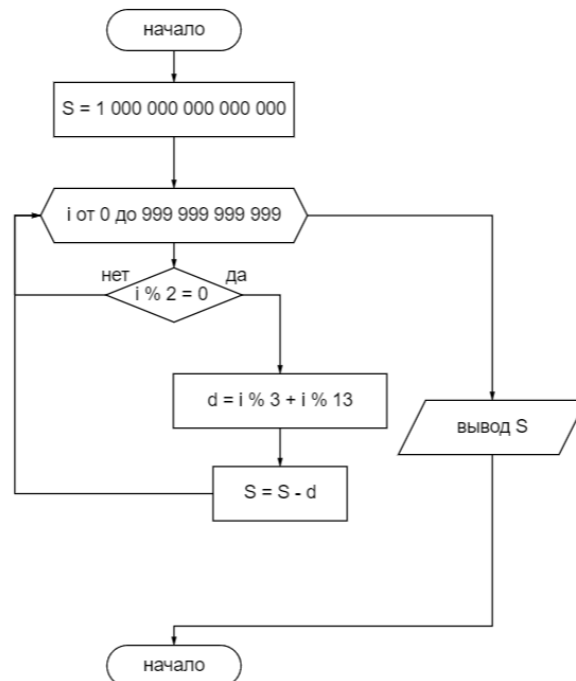 начало
S = 1 000 000 000 000 000
i от 0 до 999 999 999 999
нет
да
i % 2 = 0
d = i % 3 + i % 13
вывод S
S = S - d
начало